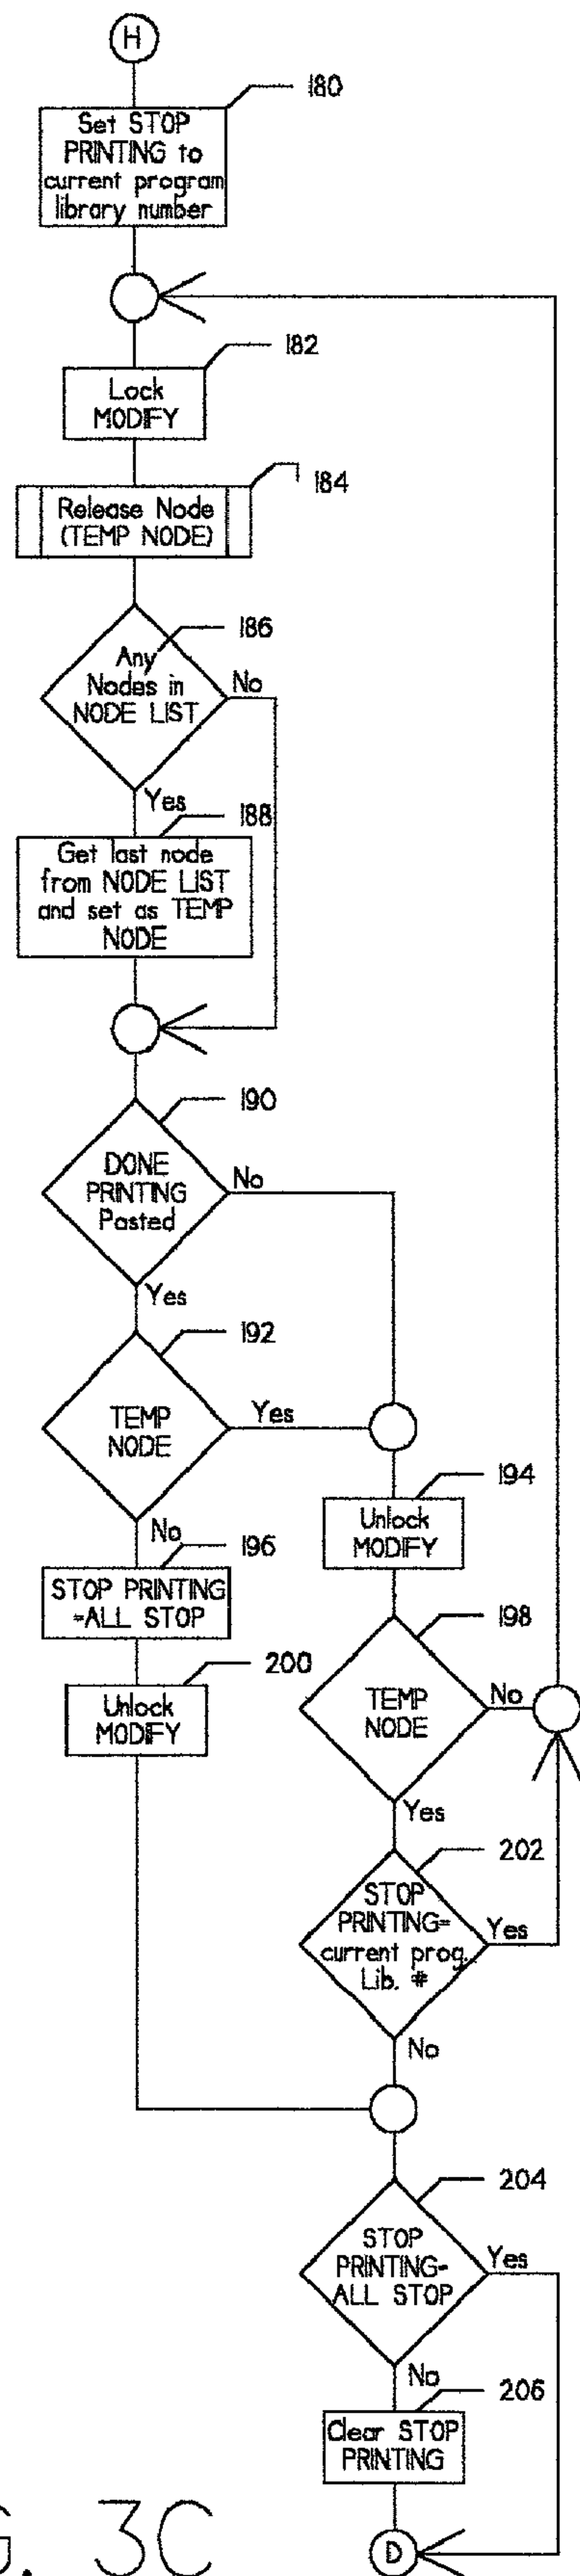 H
180
Set STOP
PRINTING to
current program
library number
182
Lock
MODIFY
184
Release Node
(TEMP NODE)
186
Any
Nodes in
NODE LIST
No
Yes
188
Get last node
from NODE LIST
and set as TEMP
NODE
190
DONE
PRINTING
Posted
No
Yes
192
TEMP
NODE
Yes
No
194
Unlock
MODIFY
196
STOP PRINTING
=ALL STOP
198
TEMP
NODE
No
Yes
200
Unlock
MODIFY
202
STOP
PRINTING=
current prog.
Lib. #
Yes
No
204
STOP
PRINTING=
ALL STOP
Yes
No
206
Clear STOP
PRINTING
D
G. 3C